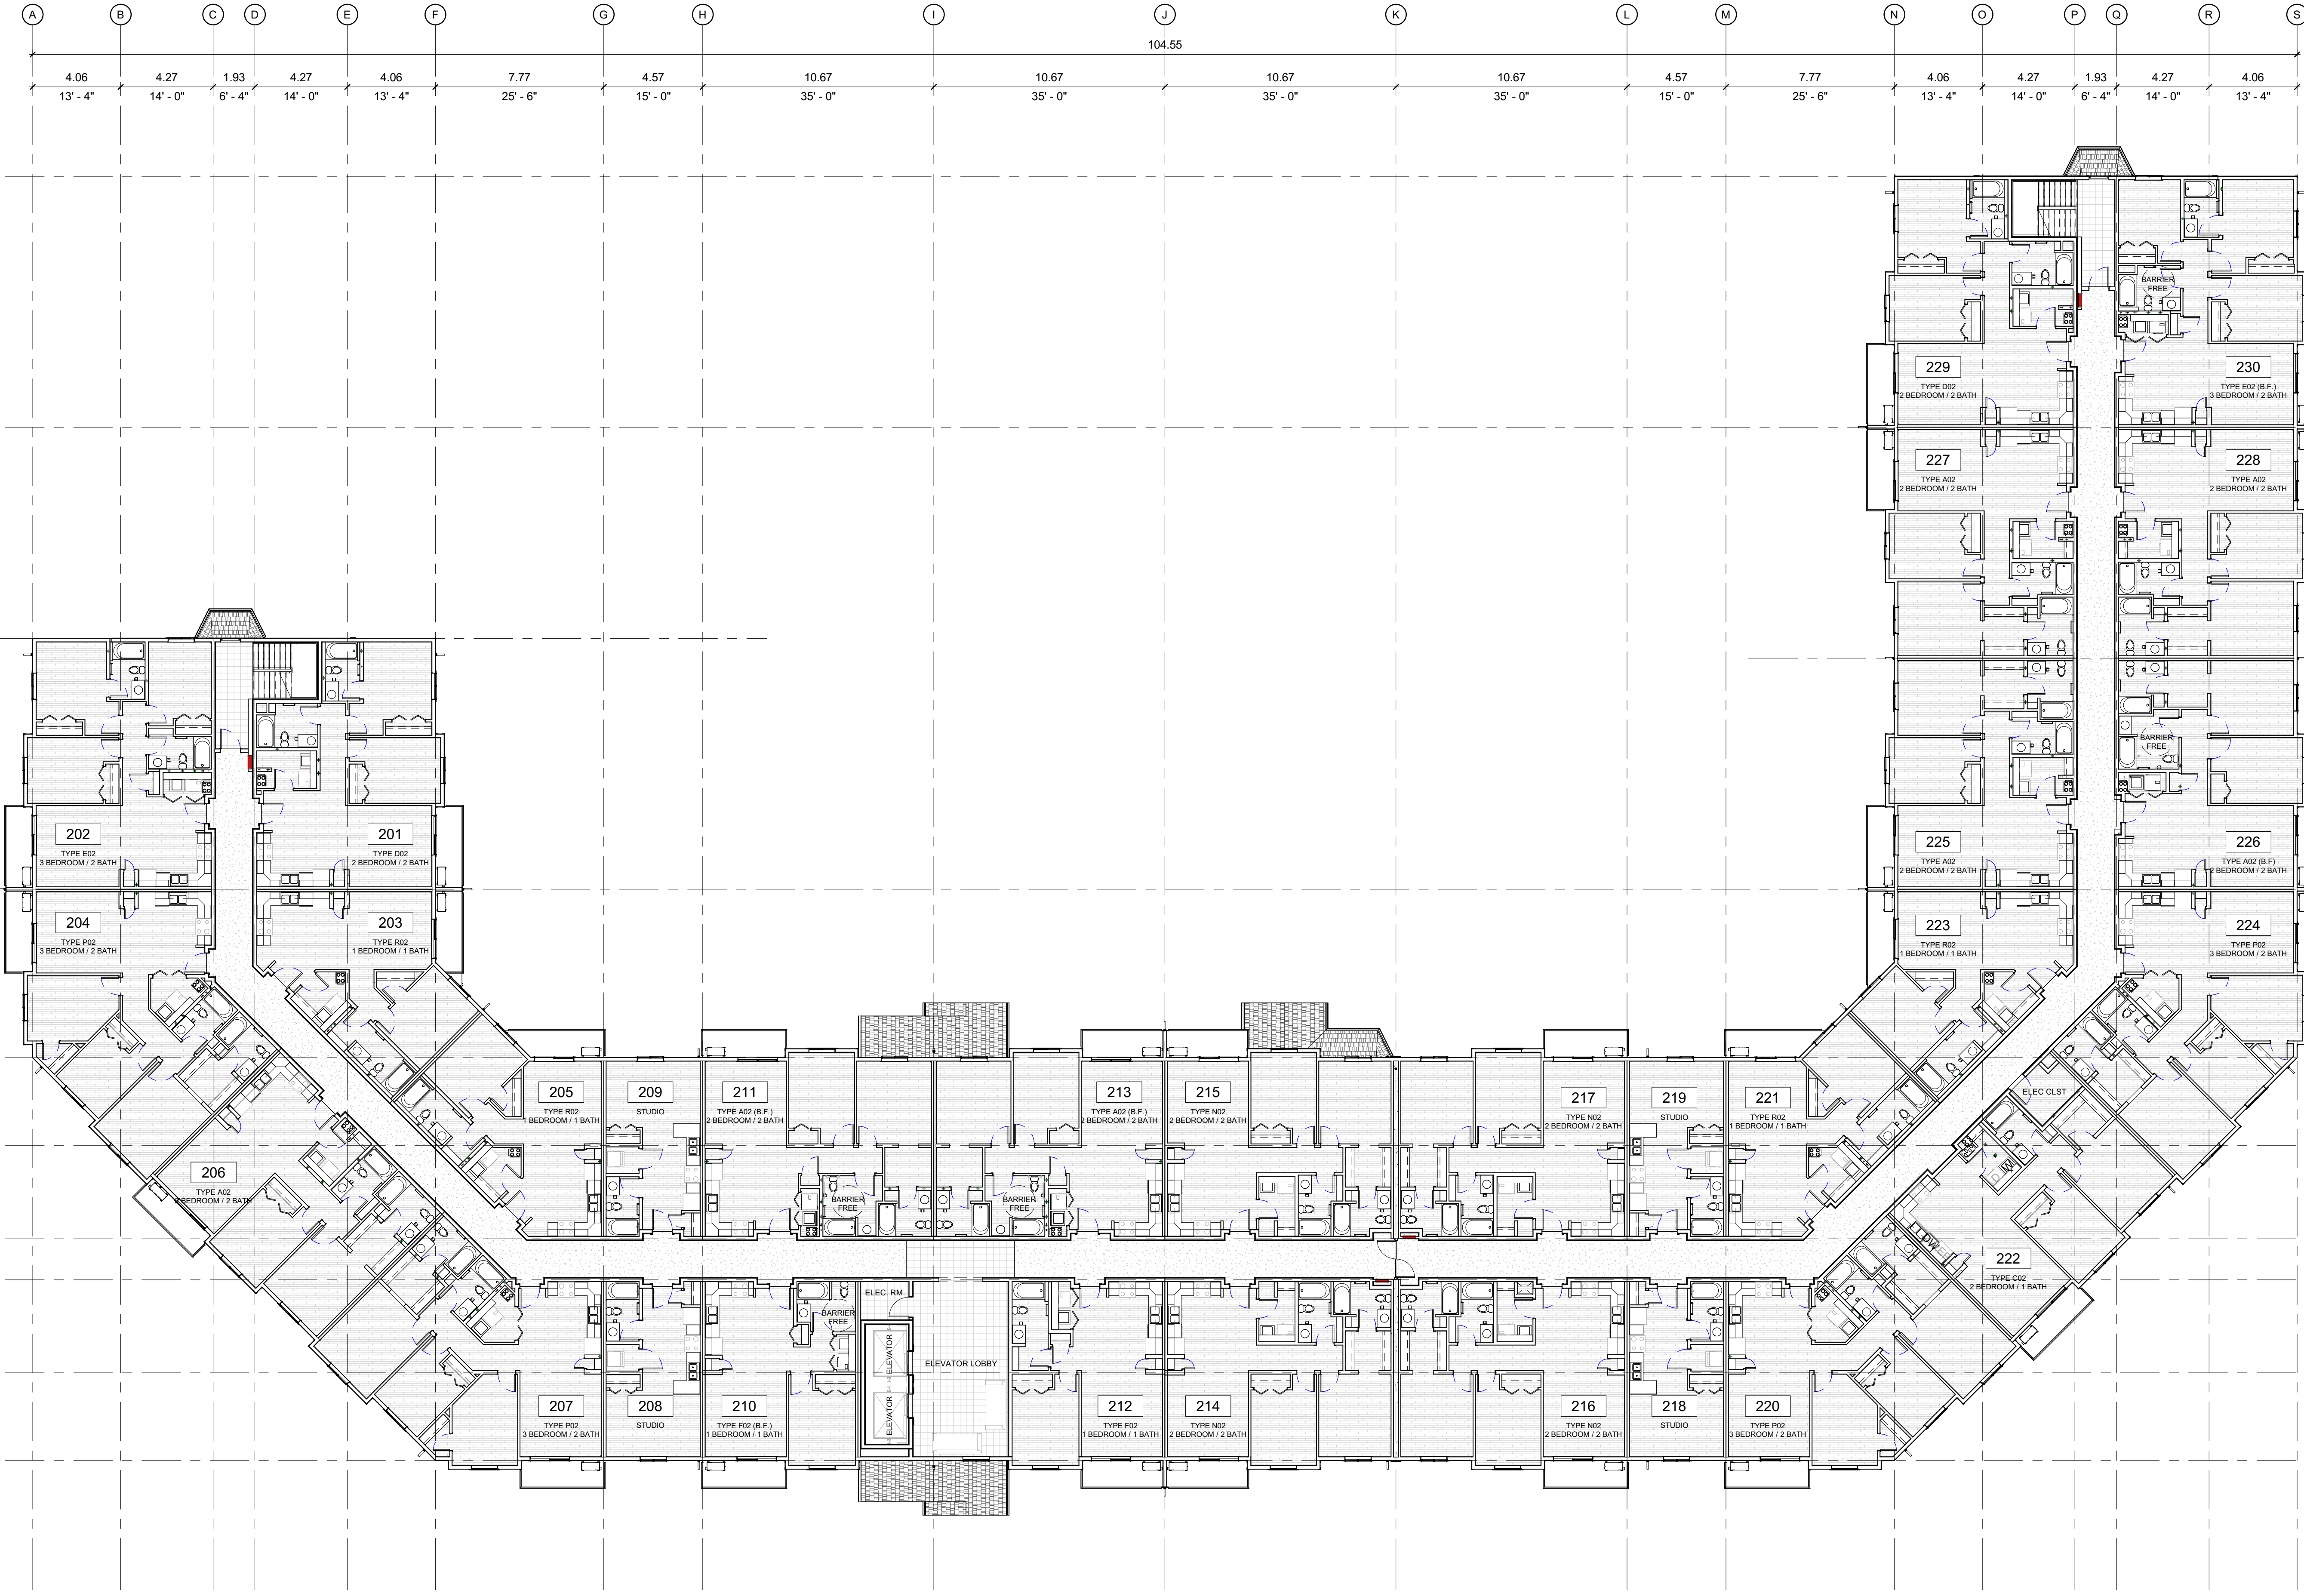 A B C D E F G H I J K L M N O P Q R S
104.55
4.06 4.27 1.93 4.27 4.06 7.77 4.57 10.67 10.67 10.67 10.67 4.57 7.77 4.06 4.27 1.93 4.27 4.06
13' - 4" 14' - 0" 6' - 4" 14' - 0" 13' - 4" 25' - 6" 15' - 0" 35' - 0" 35' - 0" 35' - 0" 35' - 0" 15' - 0" 25' - 6" 13' - 4" 14' - 0" 6' - 4" 14' - 0" 13' - 4"
BARRIER
FREE
229
TYPE D02
2 BEDROOM / 2 BATH
230
TYPE E02 (B.F.)
3 BEDROOM / 2 BATH
227
TYPE A02
2 BEDROOM / 2 BATH
228
TYPE A02
2 BEDROOM / 2 BATH
BARRIER
FREE
202
TYPE E02
3 BEDROOM / 2 BATH
201
TYPE D02
2 BEDROOM / 2 BATH
225
TYPE A02
2 BEDROOM / 2 BATH
226
TYPE A02 (B.F)
2 BEDROOM / 2 BATH
204
TYPE P02
3 BEDROOM / 2 BATH
203
TYPE R02
1 BEDROOM / 1 BATH
223
TYPE R02
1 BEDROOM / 1 BATH
224
TYPE P02
3 BEDROOM / 2 BATH
ELEC CLST
205
TYPE R02
1 BEDROOM / 1 BATH
209
STUDIO
211
TYPE A02 (B.F.)
2 BEDROOM / 2 BATH
213
TYPE A02 (B.F.)
2 BEDROOM / 2 BATH
215
TYPE N02
2 BEDROOM / 2 BATH
217
TYPE N02
2 BEDROOM / 2 BATH
219
STUDIO
221
TYPE R02
1 BEDROOM / 1 BATH
206
TYPE A02
2 BEDROOM / 2 BATH
BARRIER
FREE
BARRIER
FREE
W
DW
222
TYPE C02
2 BEDROOM / 1 BATH
ELEC. RM.
BARRIER
FREE
ELEVATOR
ELEVATOR LOBBY
ELEVATOR
207
TYPE P02
3 BEDROOM / 2 BATH
208
STUDIO
210
TYPE F02 (B.F.)
1 BEDROOM / 1 BATH
212
TYPE F02
1 BEDROOM / 1 BATH
214
TYPE N02
2 BEDROOM / 2 BATH
216
TYPE N02
2 BEDROOM / 2 BATH
218
STUDIO
220
TYPE P02
3 BEDROOM / 2 BATH